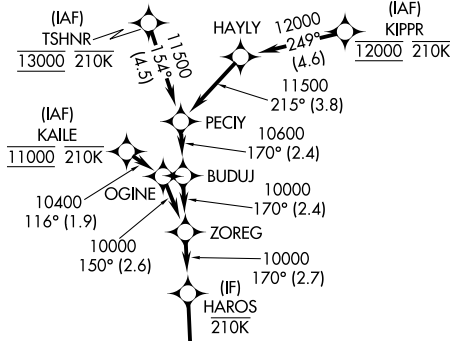 (IAF)
TSHNR
13000 210K
11500
154°
(4.5)
HAYLY
12000
249°
(4.6)
(IAF)
KIPPR
12000 210K
11500
215° (3.8)
(IAF)
KAILE
11000 210K
PECIY
10600
170° (2.4)
OGINE
BUDUJ
10400
116° (1.9)
10000
170° (2.4)
10000
150° (2.6)
ZOREG
10000
170° (2.7)
(IF)
HAROS
210K